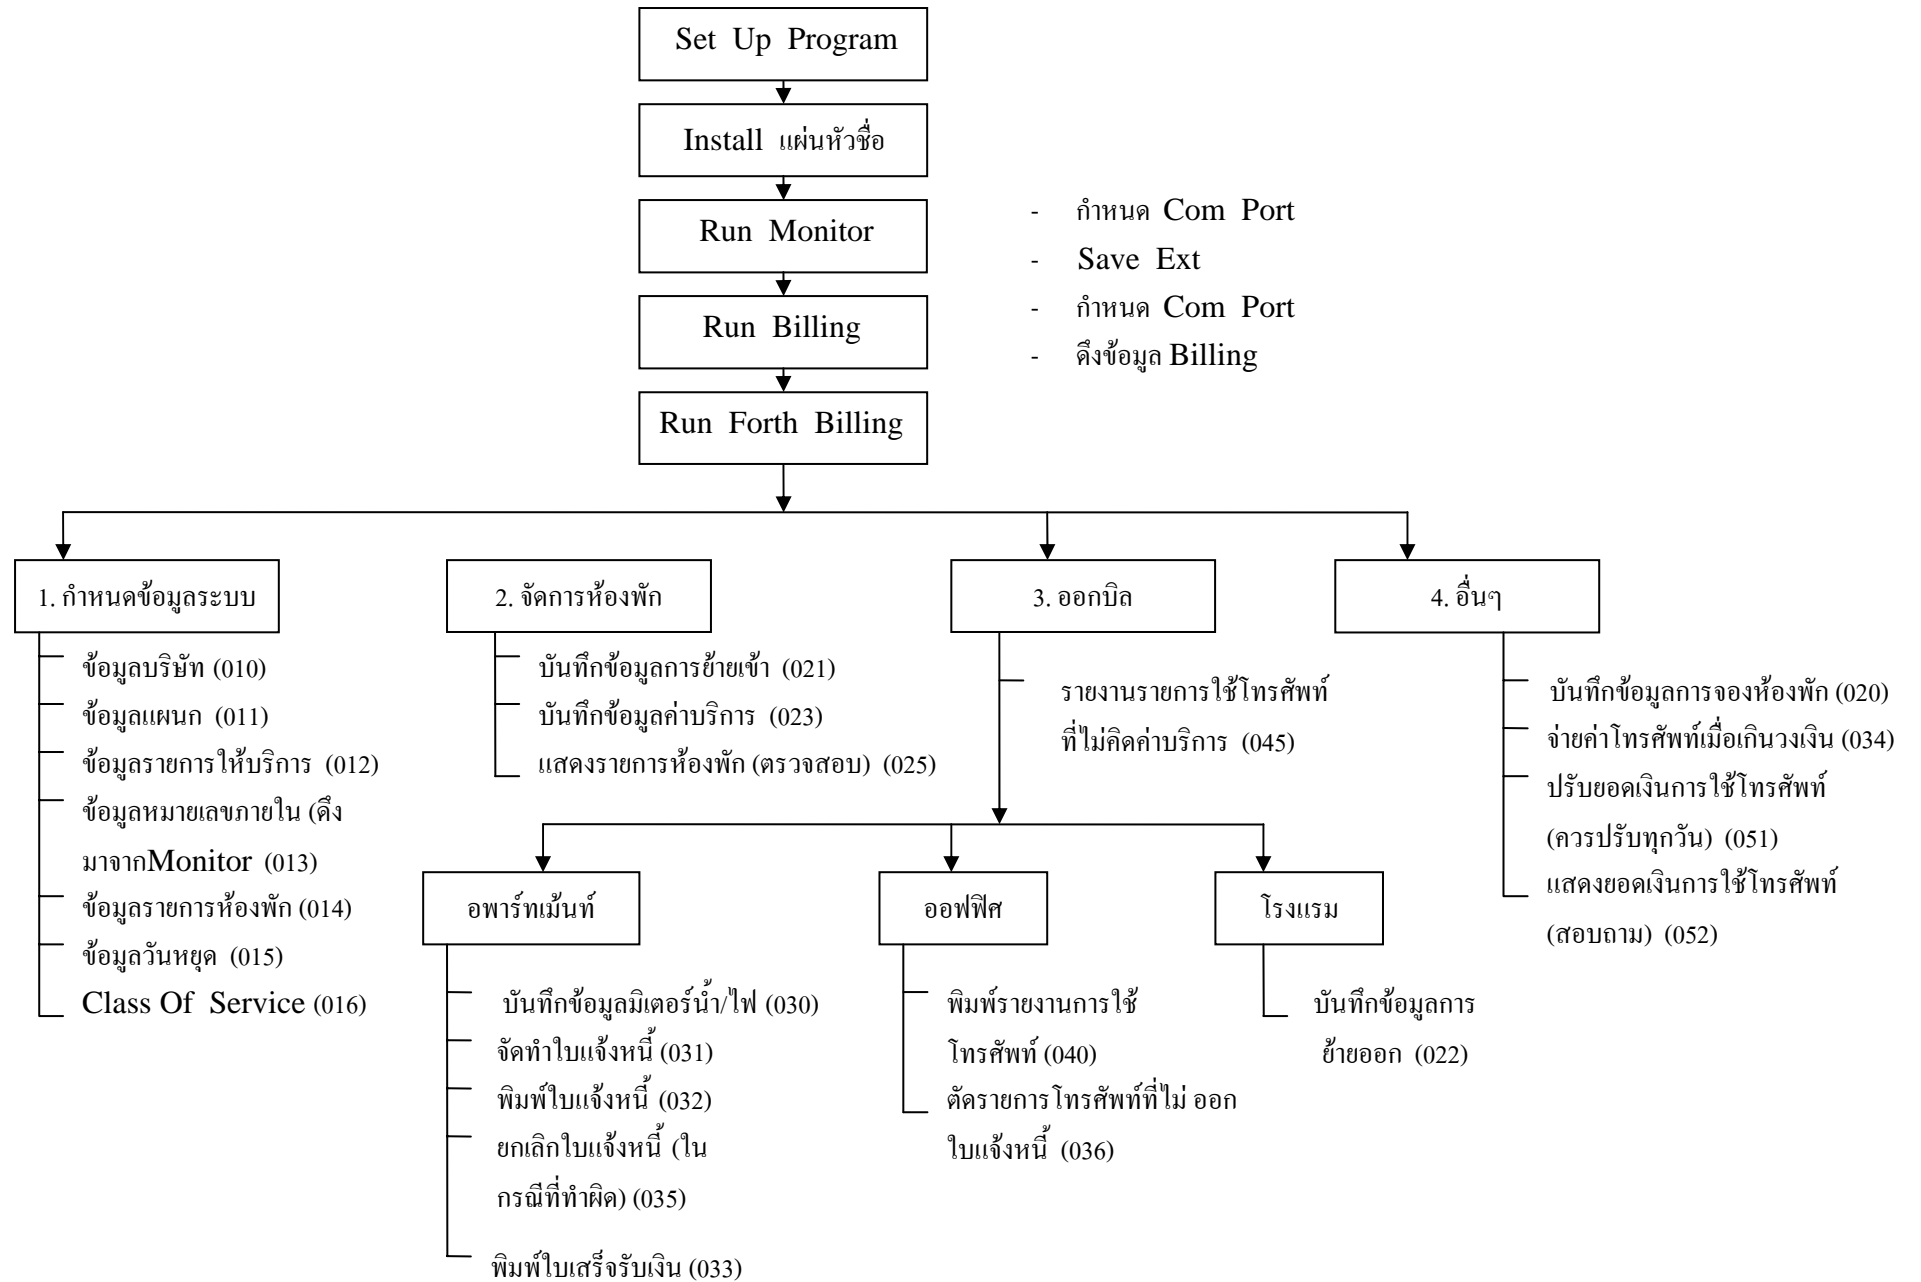 Set Up Program
Install แผ่นหัวชื่อ
Run Monitor
- กำหนด Com Port
- Save Ext
Run Billing
- กำหนด Com Port
- ดึงข้อมูล Billing
Run Forth Billing
1. กำหนดข้อมูลระบบ
ข้อมูลบริษัท (010)
ข้อมูลแผนก (011)
ข้อมูลรายการให้บริการ (012)
ข้อมูลหมายเลขภายใน (ดึง
มาจากMonitor (013)
ข้อมูลรายการห้องพัก (014)
ข้อมูลวันหยุด (015)
Class Of Service (016)
2. จัดการห้องพัก
บันทึกข้อมูลการย้ายเข้า (021)
บันทึกข้อมูลค่าบริการ (023)
แสดงรายการห้องพัก (ตรวจสอบ) (025)
3. ออกบิล
รายงานรายการใช้โทรศัพท์
ที่ไม่คิดค่าบริการ (045)
4. อื่นๆ
บันทึกข้อมูลการจองห้องพัก (020)
จ่ายค่าโทรศัพท์เมื่อเกินวงเงิน (034)
ปรับยอดเงินการใช้โทรศัพท์
(ควรปรับทุกวัน) (051)
แสดงยอดเงินการใช้โทรศัพท์
(สอบถาม) (052)
อพาร์ทเม้นท์
บันทึกข้อมูลมิเตอร์น้ำ/ไฟ (030)
จัดทำใบแจ้งหนี้ (031)
พิมพ์ใบแจ้งหนี้ (032)
ยกเลิกใบแจ้งหนี้ (ใน
กรณีที่ทำผิด) (035)
พิมพ์ใบเสร็จรับเงิน (033)
ออฟฟิศ
พิมพ์รายงานการใช้
โทรศัพท์ (040)
ตัดรายการโทรศัพท์ที่ไม่ ออก
ใบแจ้งหนี้ (036)
โรงแรม
บันทึกข้อมูลการ
ย้ายออก (022)